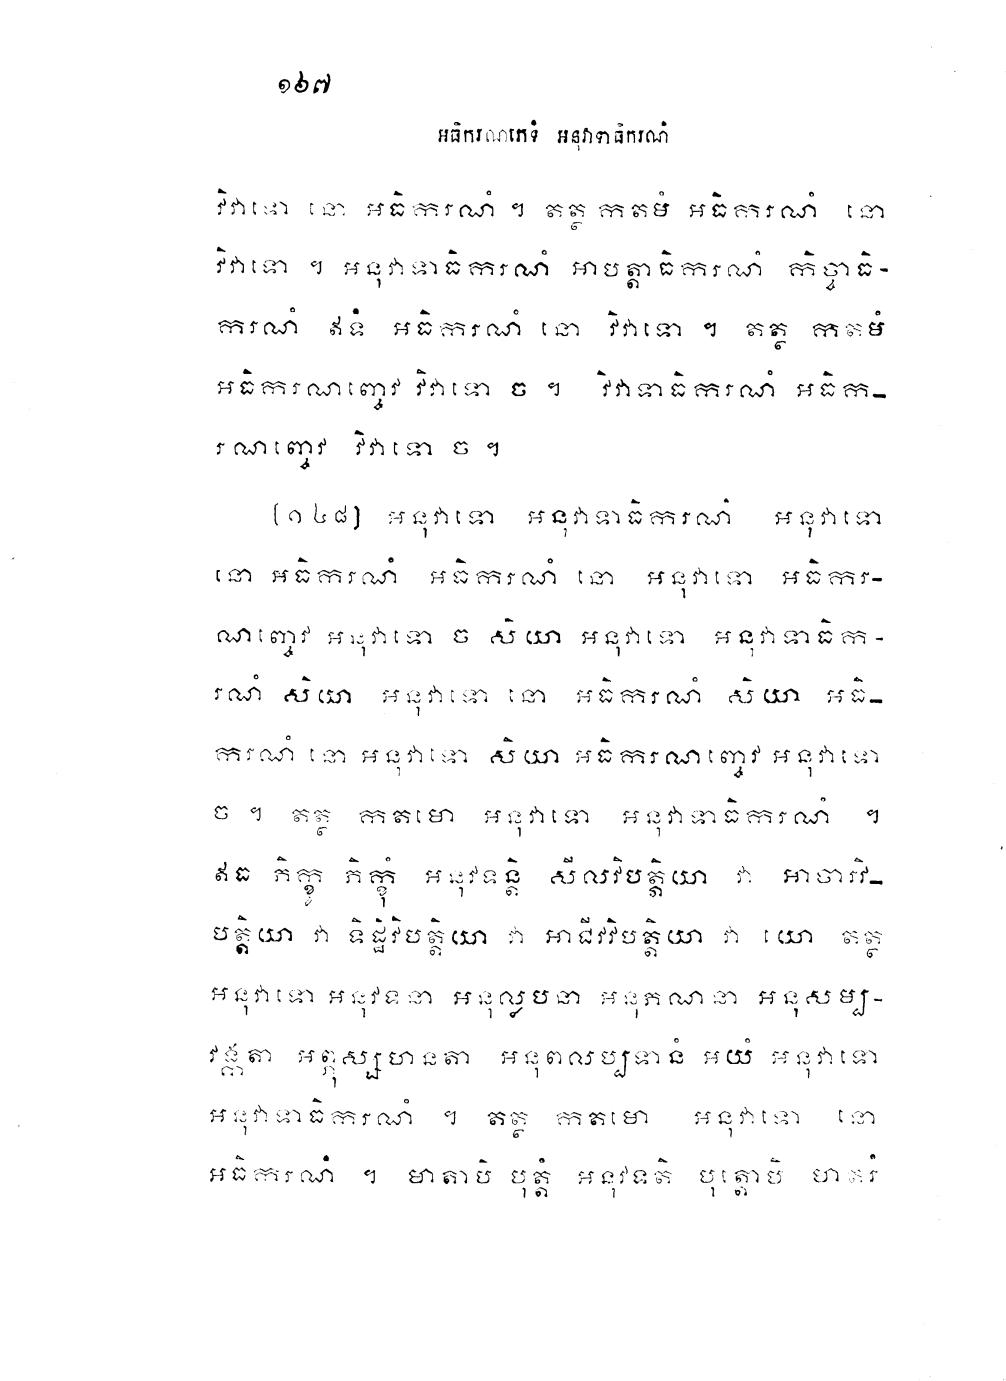 ១៦៧
អធិករណភេទំ អនុវាទាធិករណំ
វិវាទោ នោ អធិករណំ ។ តត្ថ កតមំ អធិករណំ នោ
វិវាទោ ។ អនុវាទាធិករណំ អាបត្តាធិករណំ កិច្ចាធិ-
ករណំ ឥទំ អធិករណំ នោ វិវាទោ ។ តត្ថ កតមំ
អធិករណញ្ចេវ វិវាទោ ច ។ វិវាទាធិករណំ អធិក-
រណញ្ចេវ វិវាទោ ច ។
(១៤៨) អនុវាទោ អនុវាទាធិករណំ អនុវាទោ
នោ អធិករណំ អធិករណំ នោ អនុវាទោ អធិករ-
ណញ្ចេវ អនុវាទោ ច សិយា អនុវាទោ អនុវាទាធិក-
រណំ សិយា អនុវាទោ នោ អធិករណំ សិយា អធិ-
ករណំ នោ អនុវាទោ សិយា អធិករណញ្ចេវ អនុវាទោ
ច ។ តត្ថ កតមោ អនុវាទោ អនុវាទាធិករណំ ។
ឥធ ភិក្ខូ ភិក្ខុំ អនុវទន្តិ សីលវិបត្តិយា វា អាចារវិ-
បត្តិយា វា ទិដ្ឋិវិបត្តិយា វា អាជីវវិបត្តិយា វា យោ តត្ថ
អនុវាទោ អនុវទនា អនុល្លបនា អនុភណនា អនុសម្ប-
វង្កតា អព្ភុស្សហនតា អនុពលប្បទានំ អយំ អនុវាទោ
អនុវាទាធិករណំ ។ តត្ថ កតមោ អនុវាទោ នោ
អធិករណំ ។ មាតាបិ បុត្តំ អនុវទតិ បុត្តោបិ មាតរំ